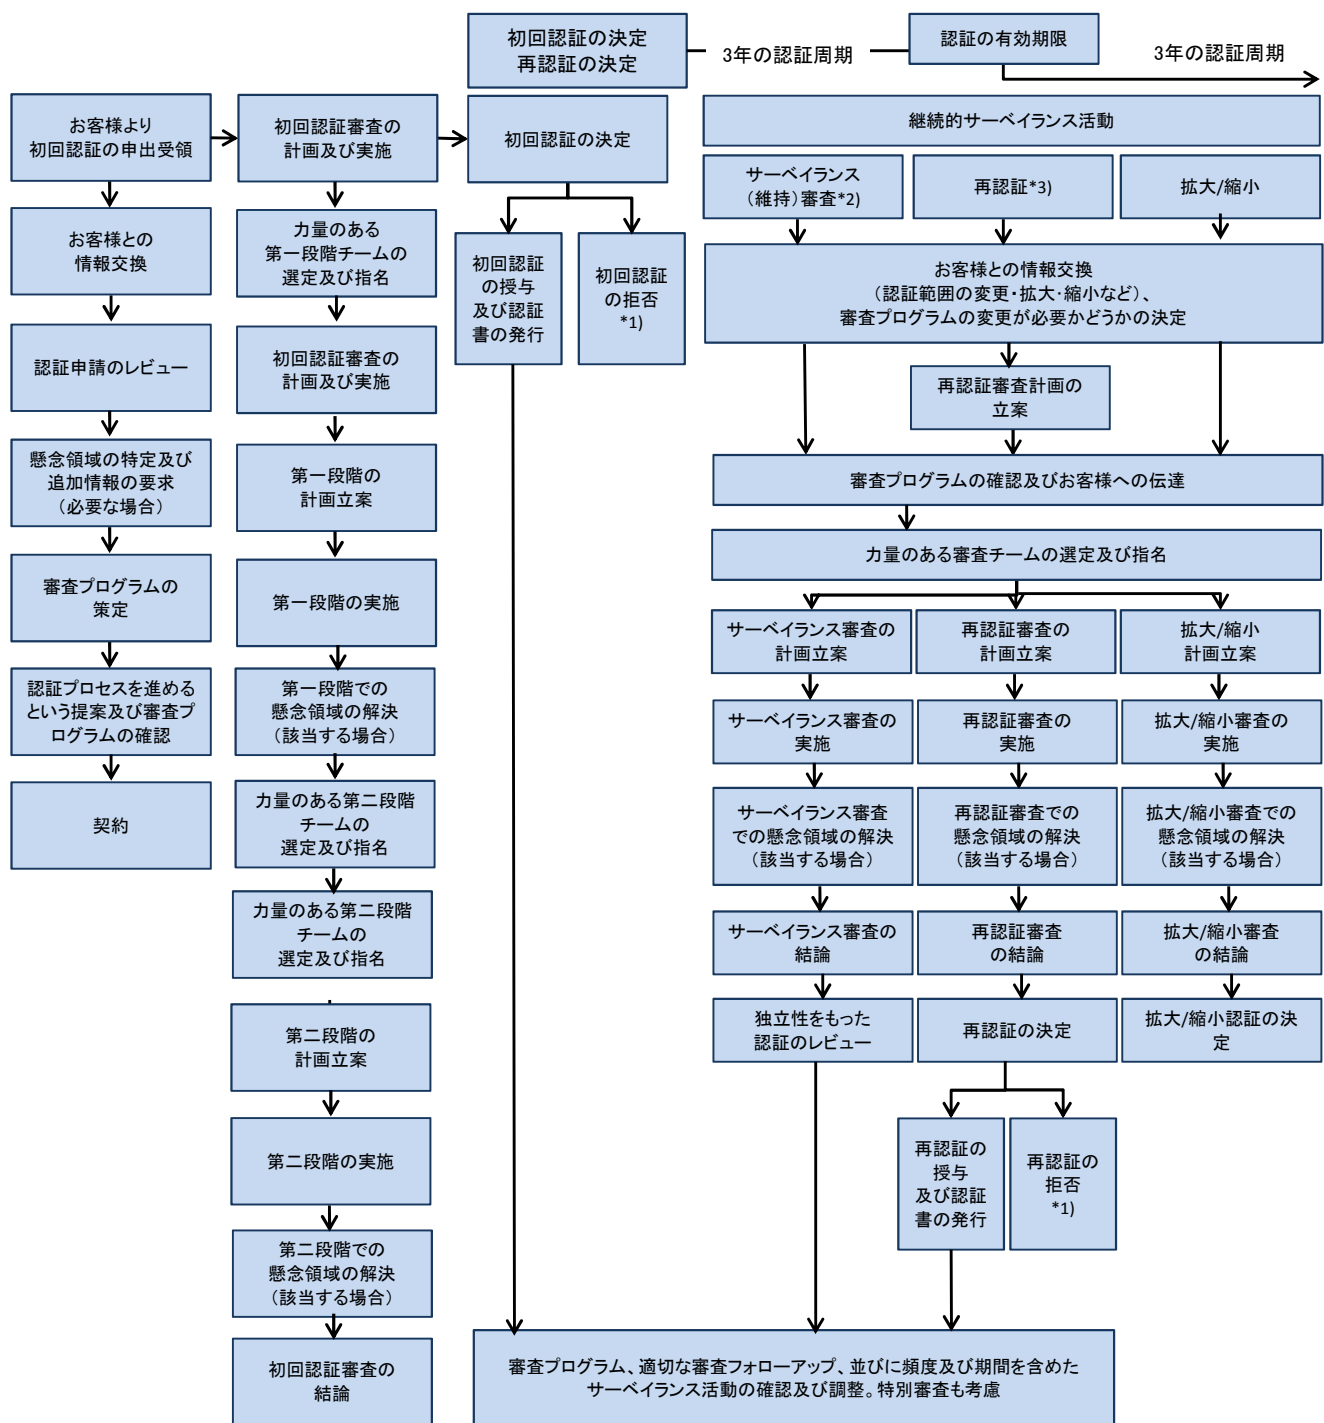 初回認証の決定
再認証の決定
3年の認証周期
認証の有効期限
3年の認証周期
お客様より
初回認証の申出受領
お客様との
情報交換
認証申請のレビュー
懸念領域の特定及び
追加情報の要求
（必要な場合）
審査プログラムの
策定
認証プロセスを進める
という提案及び審査プ
ログラムの確認
契約
初回認証審査の
計画及び実施
力量のある
第一段階チームの
選定及び指名
初回認証審査の
計画及び実施
第一段階の
計画立案
第一段階の実施
第一段階での
懸念領域の解決
（該当する場合）
力量のある第二段階
チームの
選定及び指名
力量のある第二段階
チームの
選定及び指名
第二段階の
計画立案
第二段階の実施
第二段階での
懸念領域の解決
（該当する場合）
初回認証審査の
結論
初回認証の決定
初回認証
の授与
及び認証
書の発行
初回認証
の拒否
*1)
継続的サーベイランス活動
サーベイランス
（維持）審査*2)
再認証*3)
拡大/縮小
お客様との情報交換
（認証範囲の変更・拡大・縮小など）、
審査プログラムの変更が必要かどうかの決定
再認証審査計画の
立案
審査プログラムの確認及びお客様への伝達
力量のある審査チームの選定及び指名
サーベイランス審査の
計画立案
再認証審査の
計画立案
拡大/縮小
計画立案
サーベイランス審査の
実施
再認証審査の
実施
拡大/縮小審査の
実施
サーベイランス審査
での懸念領域の解決
（該当する場合）
再認証審査での
懸念領域の解決
（該当する場合）
拡大/縮小審査での
懸念領域の解決
（該当する場合）
サーベイランス審査の
結論
再認証審査
の結論
拡大/縮小審査
の結論
独立性をもった
認証のレビュー
再認証の決定
拡大/縮小認証の決
定
再認証の
授与
及び認証
書の発行
再認証の
拒否
*1)
審査プログラム、適切な審査フォローアップ、並びに頻度及び期間を含めた
サーベイランス活動の確認及び調整。特別審査も考慮